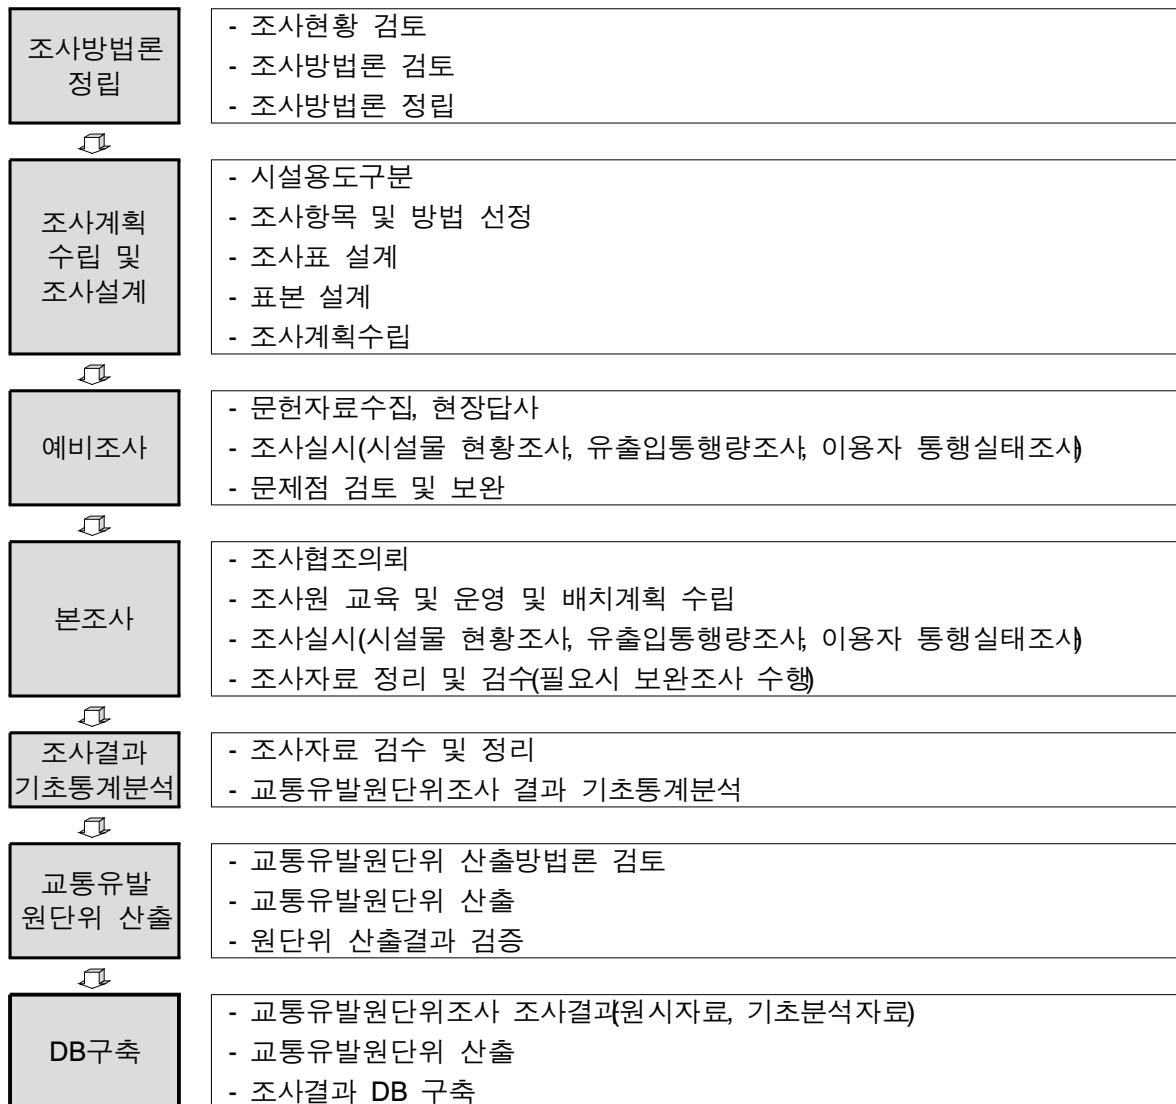 조사방법론
정립
- 조사현황 검토
- 조사방법론 검토
- 조사방법론 정립
조사계획
수립 및
조사설계
- 시설용도구분
- 조사항목 및 방법 선정
- 조사표 설계
- 표본 설계
- 조사계획수립
예비조사
- 문헌자료수집, 현장답사
- 조사실시(시설물 현황조사, 유출입통행량조사, 이용자 통행실태조사)
- 문제점 검토 및 보완
본조사
- 조사협조의뢰
- 조사원 교육 및 운영 및 배치계획 수립
- 조사실시(시설물 현황조사, 유출입통행량조사, 이용자 통행실태조사)
- 조사자료 정리 및 검수(필요시 보완조사 수행)
조사결과
기초통계분석
- 조사자료 검수 및 정리
- 교통유발원단위조사 결과 기초통계분석
교통유발
원단위 산출
- 교통유발원단위 산출방법론 검토
- 교통유발원단위 산출
- 원단위 산출결과 검증
DB구축
- 교통유발원단위조사 조사결과(원시자료, 기초분석자료)
- 교통유발원단위 산출
- 조사결과 DB 구축